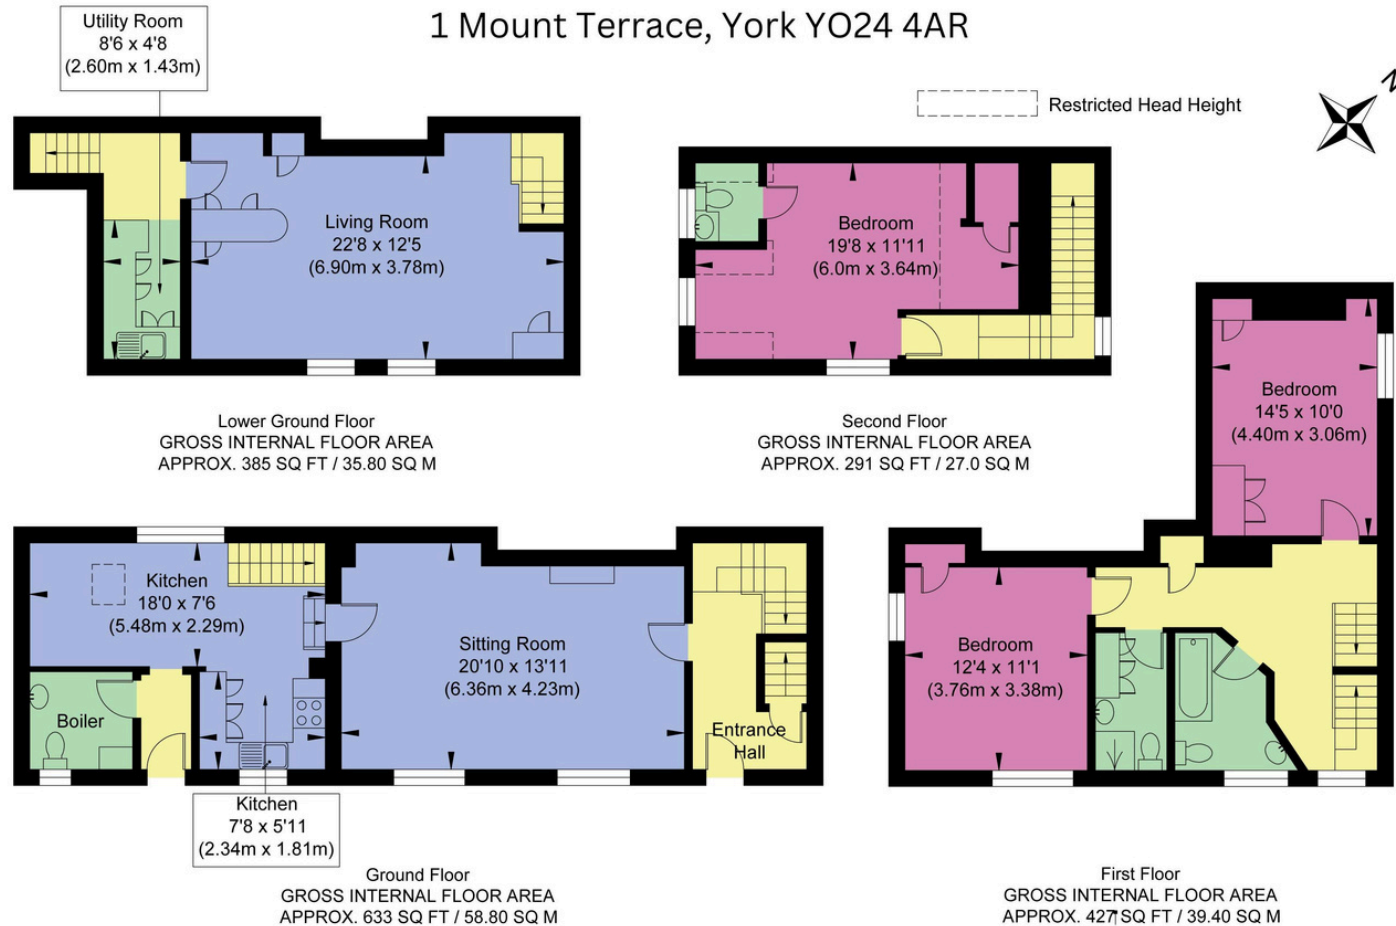 1 Mount Terrace, York YO24 4AR
Utility Room
8'6 x 4'8
(2.60m x 1.43m)
Restricted Head Height
N
Living Room
22'8 x 12'5
(6.90m x 3.78m)
Lower Ground Floor
GROSS INTERNAL FLOOR AREA
APPROX. 385 SQ FT / 35.80 SQ M
Bedroom
19'8 x 11'11
(6.0m x 3.64m)
Second Floor
GROSS INTERNAL FLOOR AREA
APPROX. 291 SQ FT / 27.0 SQ M
Kitchen
18'0 x 7'6
(5.48m x 2.29m)
Boiler
Sitting Room
20'10 x 13'11
(6.36m x 4.23m)
Entrance
Hall
Kitchen
7'8 x 5'11
(2.34m x 1.81m)
Ground Floor
GROSS INTERNAL FLOOR AREA
APPROX. 633 SQ FT / 58.80 SQ M
Bedroom
14'5 x 10'0
(4.40m x 3.06m)
Bedroom
12'4 x 11'1
(3.76m x 3.38m)
First Floor
GROSS INTERNAL FLOOR AREA
APPROX. 427 SQ FT / 39.40 SQ M